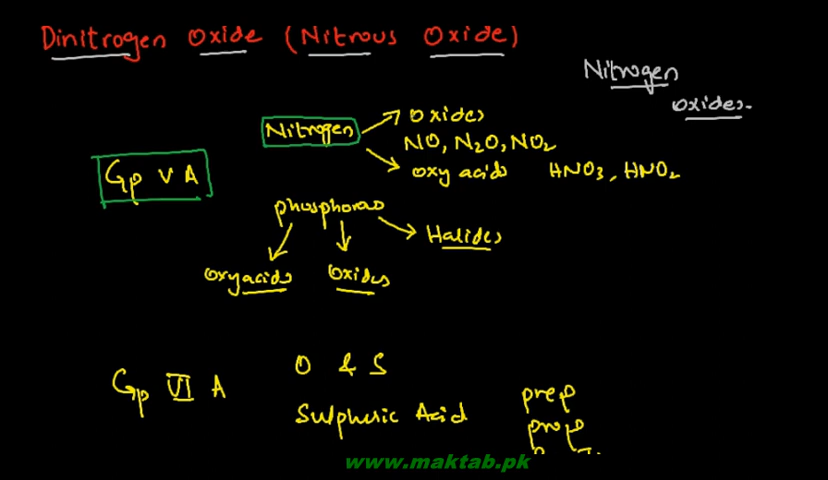 Dinitrogen Oxide (Nitrous Oxide)
Nitrogen
oxides.
Nitrogen
Oxides
NO, N2O, NO2
oxy acids HNO3, HNO2
Gp V A
phosphorus
Halides
oxyacids Oxides
Gp VI A
O & S
Sulphuric Acid
prep
prop
www.maktab.pk